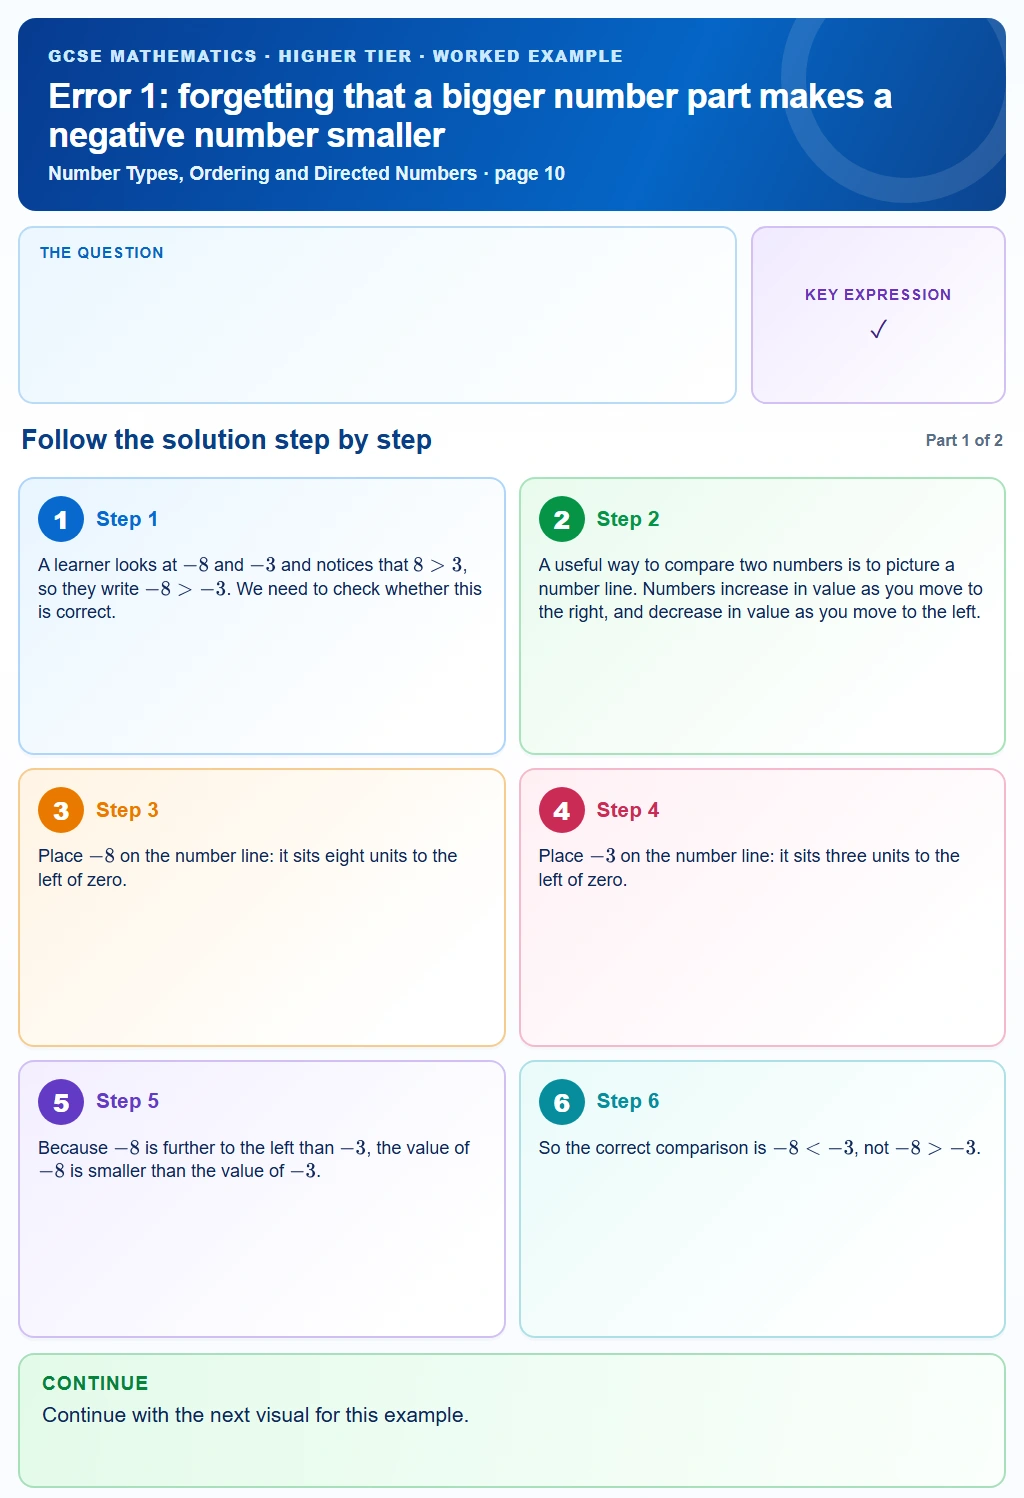 GCSE MATHEMATICS · HIGHER TIER · WORKED EXAMPLE
Error 1: forgetting that a bigger number part makes a
negative number smaller
Number Types, Ordering and Directed Numbers · page 10
THE QUESTION
KEY EXPRESSION
✓
Follow the solution step by step
Part 1 of 2
1 Step 1
A learner looks at −8 and −3 and notices that 8 > 3,
so they write −8 > −3. We need to check whether this
is correct.
2 Step 2
A useful way to compare two numbers is to picture a
number line. Numbers increase in value as you move to
the right, and decrease in value as you move to the left.
3 Step 3
Place −8 on the number line: it sits eight units to the
left of zero.
4 Step 4
Place −3 on the number line: it sits three units to the
left of zero.
5 Step 5
Because −8 is further to the left than −3, the value of
−8 is smaller than the value of −3.
6 Step 6
So the correct comparison is −8 < −3, not −8 > −3.
CONTINUE
Continue with the next visual for this example.